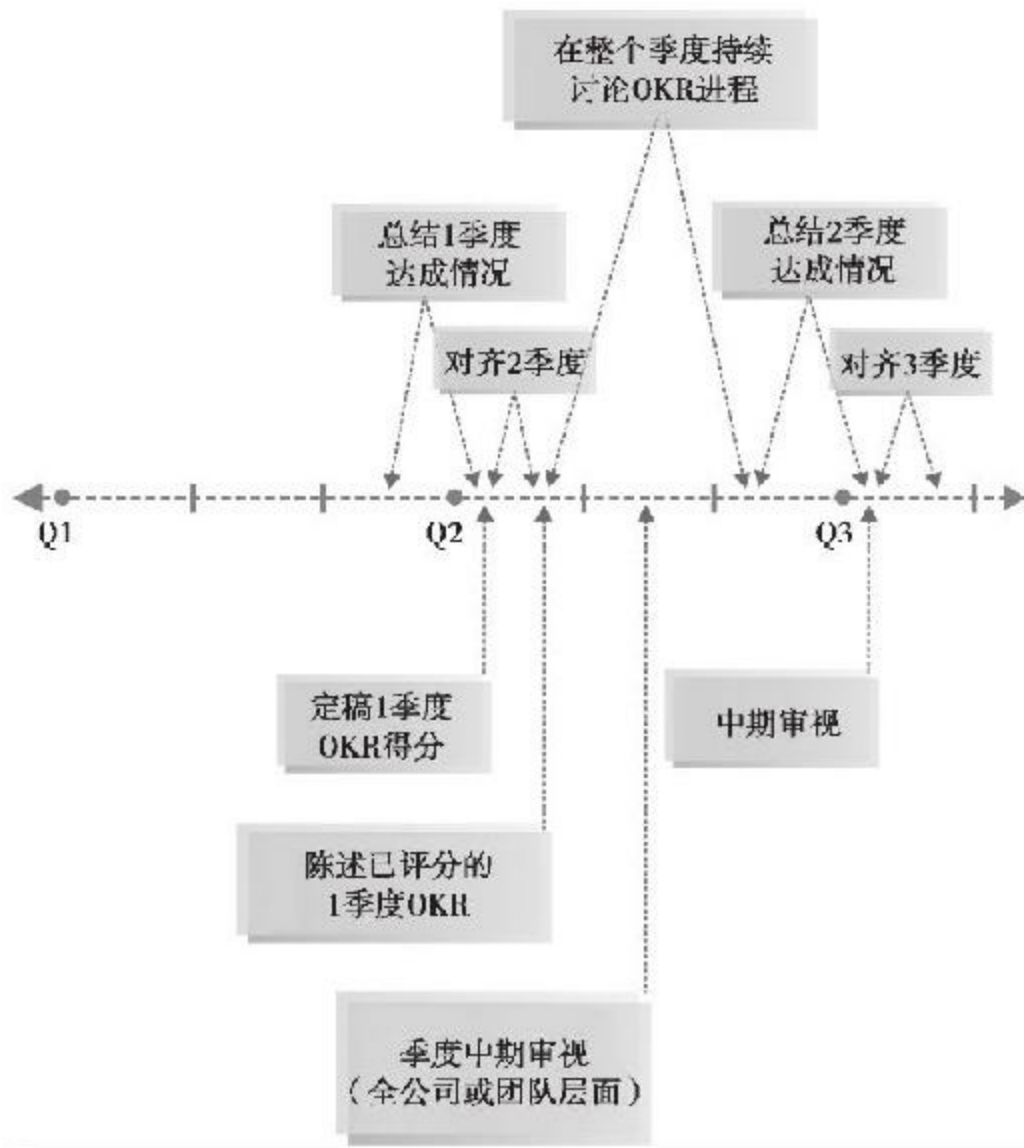 在整个季度持续
讨论OKR进程
总结1季度
达成情况
总结2季度
达成情况
对齐2季度
对齐3季度
Q1
Q2
Q3
定稿1季度
OKR得分
中期审视
陈述已评分的
1季度OKR
季度中期审视
（全公司或团队层面）